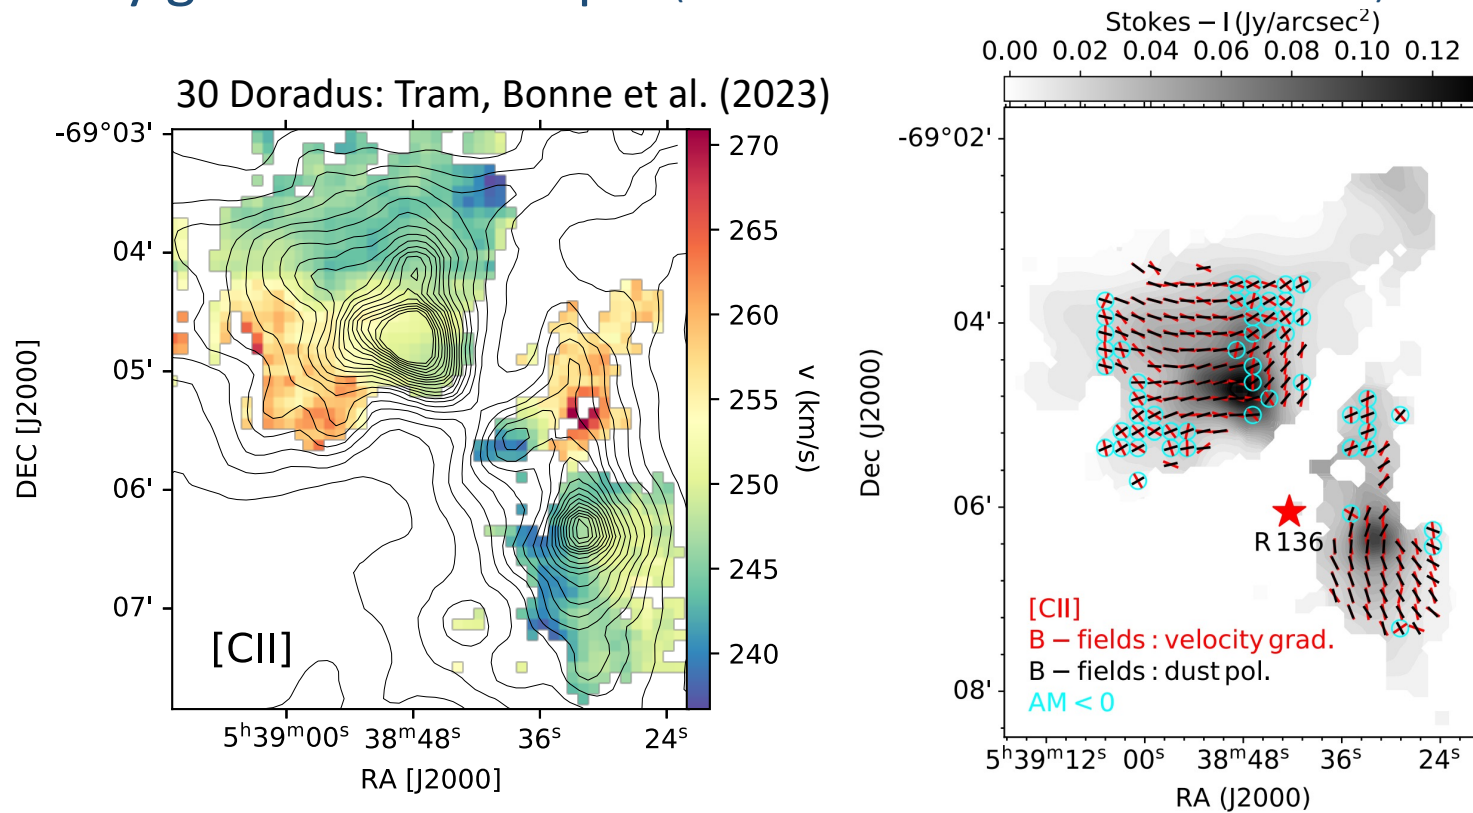 30 Doradus: Tram, Bonne et al. (2023)
-69°03'
04'
05'
06'
07'
DEC [J2000]
[CII]
5ʰ39ᵐ00ˢ 38ᵐ48ˢ 36ˢ 24ˢ
RA [J2000]
270
265
260
255
250
245
240
v (km/s)
Stokes − I (Jy/arcsec²)
0.00 0.02 0.04 0.06 0.08 0.10 0.12
-69°02'
04'
06'
08'
Dec (J2000)
R 136
[CII]
B − fields : velocity grad.
B − fields : dust pol.
AM < 0
5ʰ39ᵐ12ˢ 00ˢ 38ᵐ48ˢ 36ˢ 24ˢ
RA (J2000)